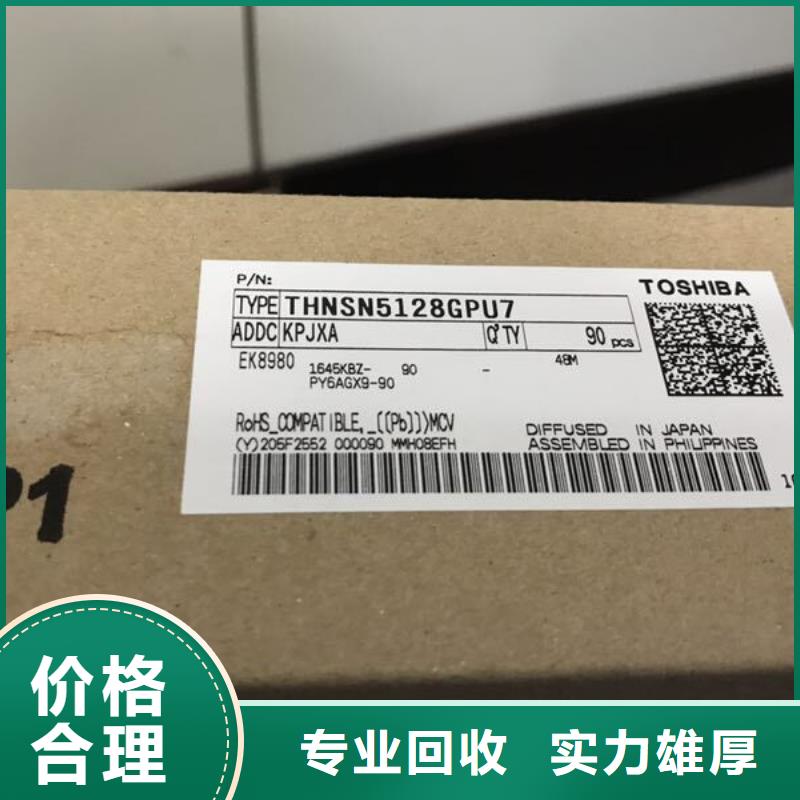 P/N:
TOSHIBA
TYPE THNSN5128GPU7
ADDC KPJXA Q'TY 90 pcs
EK8980 1645KBZ- 90 - 48M
PY6AGX9-90
RoHS_COMPATIBLE,_[[Pb]])MCV
DIFFUSED IN JAPAN
(Y)205F2552 000090 MMH08EFH
ASSEMBLED IN PHILIPPINES
P1
价格
合理
专业回收 实力雄厚